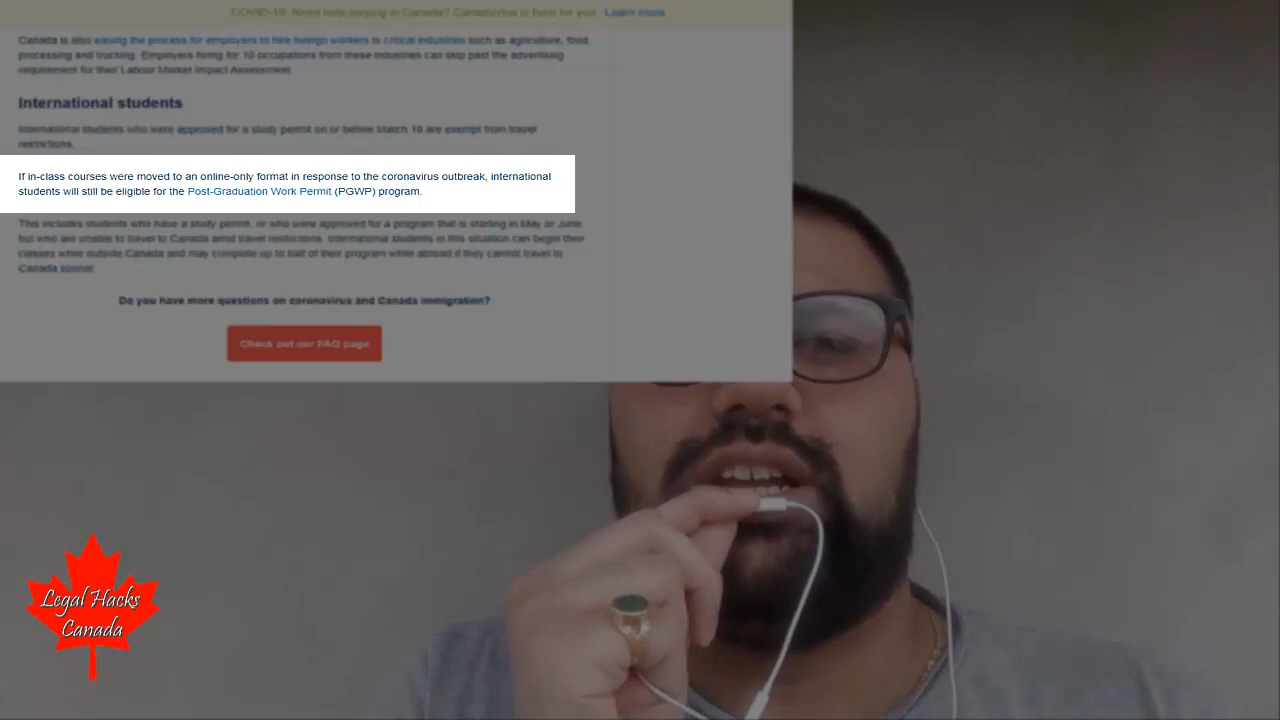 COVID-19: Need help staying in Canada? CanadaVisa is here for you. Learn more
Canada is also easing the process for employers to hire foreign workers in critical industries such as agriculture, food
processing and trucking. Employers hiring for 10 occupations from these industries can skip past the advertising
requirement for their Labour Market Impact Assessment
International students
International students who were approved for a study permit on or before March 18 are exempt from travel
restrictions.
If in-class courses were moved to an online-only format in response to the coronavirus outbreak, international
students will still be eligible for the Post-Graduation Work Permit (PGWP) program.
This includes students who have a study permit, or who were approved for a program that is starting in May or June
but who are unable to travel to Canada amid travel restrictions. International students in this situation can begin their
classes while outside Canada and may complete up to half of their program while abroad if they cannot travel to
Canada sooner
Do you have more questions on coronavirus and Canada immigration?
Check out our FAQ page
Legal Hacks
Canada